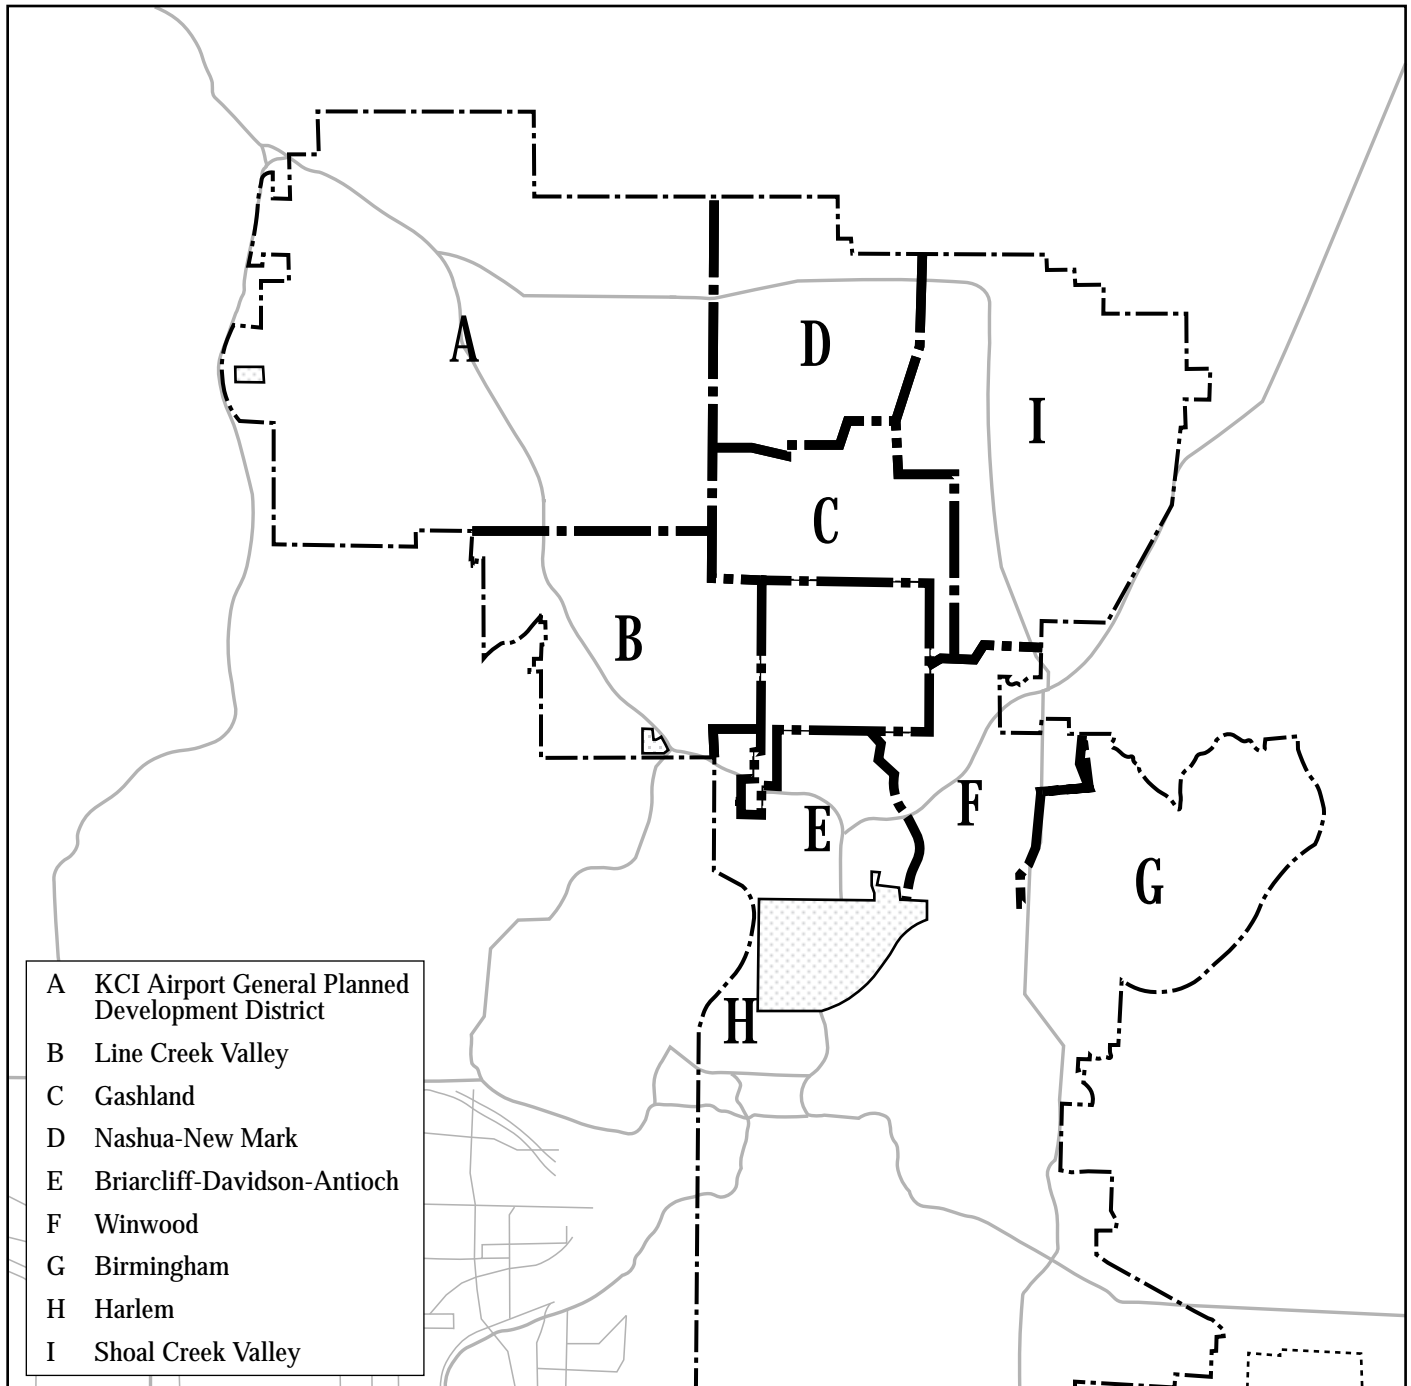 A
D
I
C
B
E
F
G
H
A KCI Airport General Planned
Development District
B Line Creek Valley
C Gashland
D Nashua-New Mark
E Briarcliff-Davidson-Antioch
F Winwood
G Birmingham
H Harlem
I Shoal Creek Valley